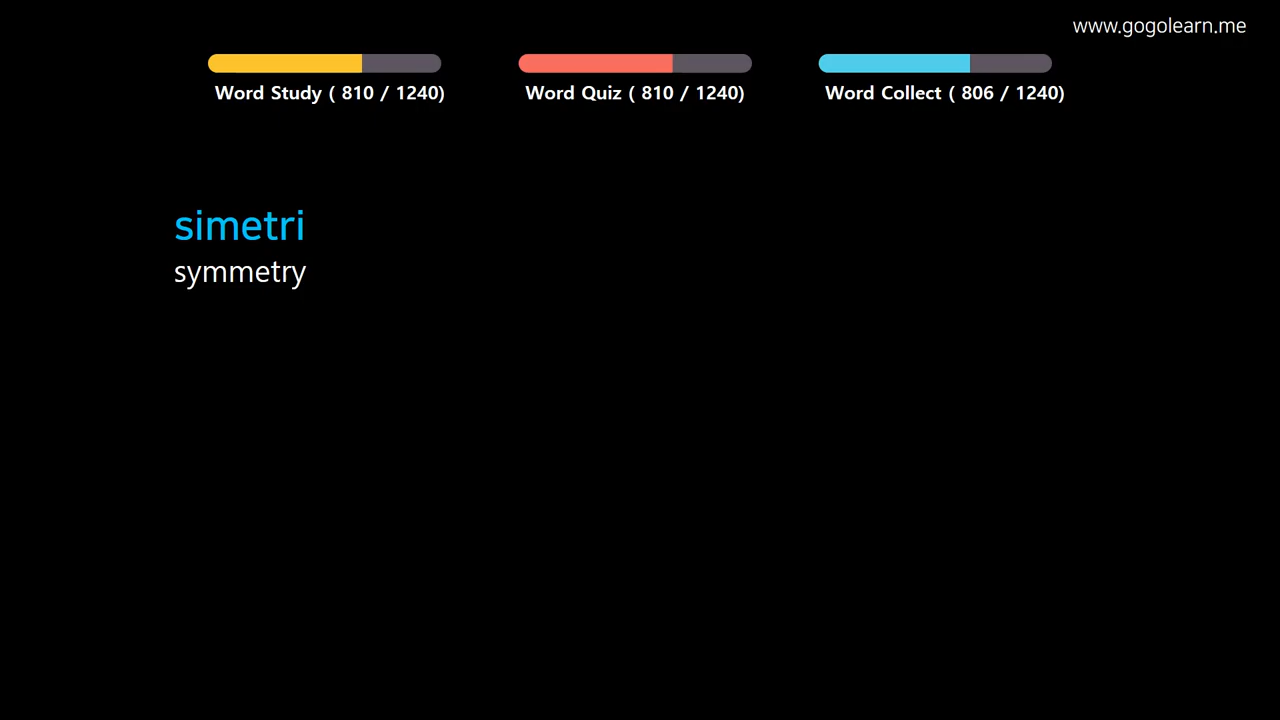 www.gogolearn.me
Word Study ( 810 / 1240)
Word Quiz ( 810 / 1240)
Word Collect ( 806 / 1240)
simetri
symmetry